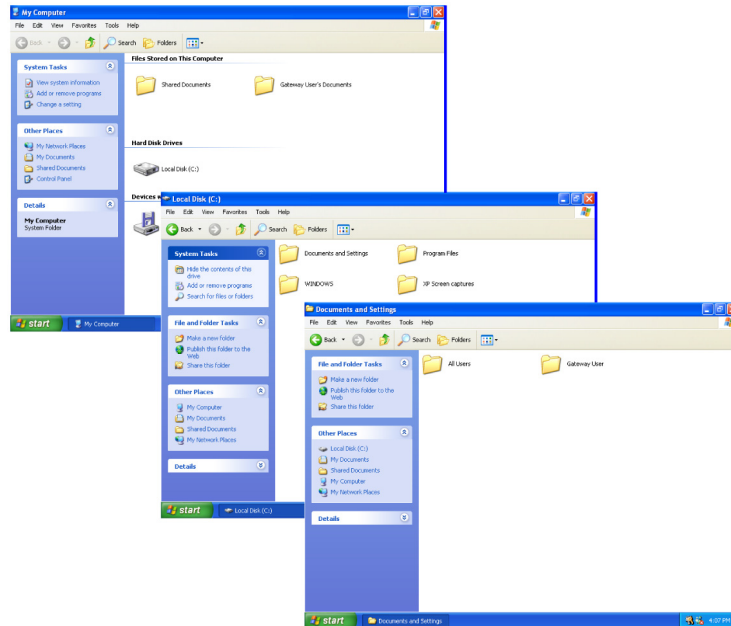 My Computer
File Edit View Favorites Tools Help
Back Search Folders
System Tasks
View system information
Add or remove programs
Change a setting
Other Places
My Network Places
My Documents
Shared Documents
Control Panel
Details
My Computer
System Folder
Files Stored on This Computer
Shared Documents Gateway User's Documents
Hard Disk Drives
Local Disk (C:)
Devices
start My Computer
Local Disk (C:)
File Edit View Favorites Tools Help
Back Search Folders
System Tasks
Hide the contents of this
drive
Add or remove programs
Search for files or folders
File and Folder Tasks
Make a new folder
Publish this folder to the
Web
Share this folder
Other Places
My Computer
My Documents
Shared Documents
My Network Places
Details
Documents and Settings Program Files
WINDOWS XP Screen captures
start Local Disk (C:)
Documents and Settings
File Edit View Favorites Tools Help
Back Search Folders
File and Folder Tasks
Make a new folder
Publish this folder to the
Web
Share this folder
Other Places
Local Disk (C:)
My Documents
Shared Documents
My Computer
My Network Places
Details
All Users Gateway User
start Documents and Settings 4:07 PM